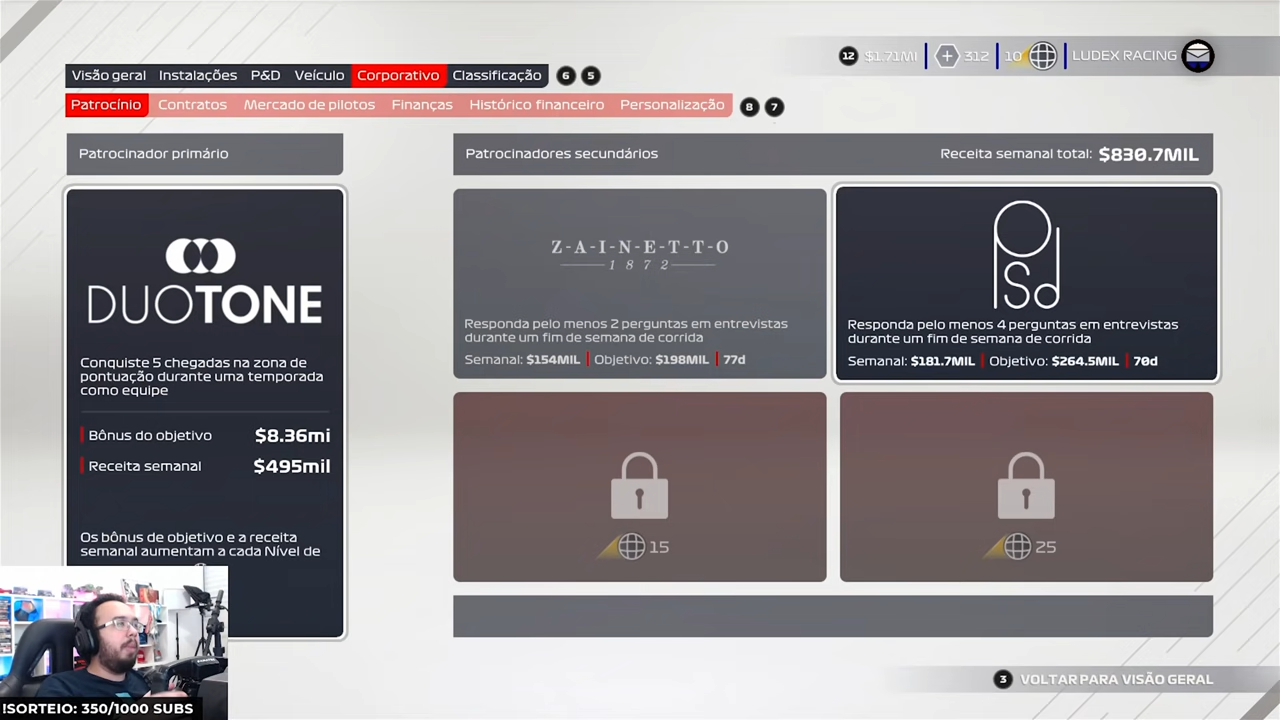 12 $1.71MI 312 10 LUDEX RACING
Visão geral Instalações P&D Veículo Corporativo Classificação 6 5
Patrocínio Contratos Mercado de pilotos Finanças Histórico financeiro Personalização 8 7
Patrocinador primário
DUOTONE
Conquiste 5 chegadas na zona de
pontuação durante uma temporada
como equipe
Bônus do objetivo $8.36mi
Receita semanal $495mil
Os bônus de objetivo e a receita
semanal aumentam a cada Nível de
Patrocinadores secundários Receita semanal total: $830.7MIL
Z-A-I-N-E-T-T-O
1872
Responda pelo menos 2 perguntas em entrevistas
durante um fim de semana de corrida
Semanal: $154MIL Objetivo: $198MIL 77d
PSd
Responda pelo menos 4 perguntas em entrevistas
durante um fim de semana de corrida
Semanal: $181.7MIL Objetivo: $264.5MIL 70d
15
25
3 VOLTAR PARA VISÃO GERAL
!SORTEIO: 350/1000 SUBS